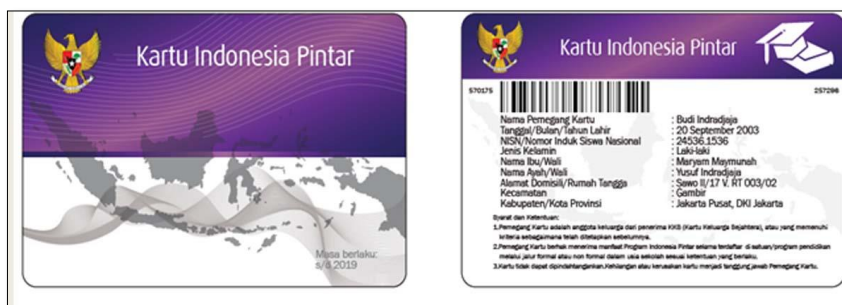 Kartu Indonesia Pintar
Masa berlaku:
s/d 2019
Kartu Indonesia Pintar
570175
257296
Nama Pemegang Kartu : Budi Indradjaja
Tanggal/Bulan/Tahun Lahir : 20 September 2003
NISN/Nomor Induk Siswa Nasional : 24536.1536
Jenis Kelamin : Laki-laki
Nama Ibu/Wali : Maryam Maymunah
Nama Ayah/Wali : Yusuf Indradjaja
Alamat Domisili/Rumah Tangga : Sawo II/17 V. RT 003/02
Kecamatan : Gambir
Kabupaten/Kota Provinsi : Jakarta Pusat, DKI Jakarta
Syarat dan Ketentuan:
1.Pemegang Kartu adalah anggota keluarga dari penerima KKS (Kartu Keluarga Sejahtera), atau yang memenuhi
kriteria sebagaimana telah ditetapkan sebelumnya.
2.Pemegang Kartu berhak menerima manfaat Program Indonesia Pintar selama terdaftar di satuan/program pendidikan
melalui jalur formal atau non formal dalam usia sekolah sesuai ketentuan yang berlaku.
3.Kartu tidak dapat dipindahtangankan.Kehilangan atau kerusakan kartu menjadi tanggung jawab Pemegang Kartu.